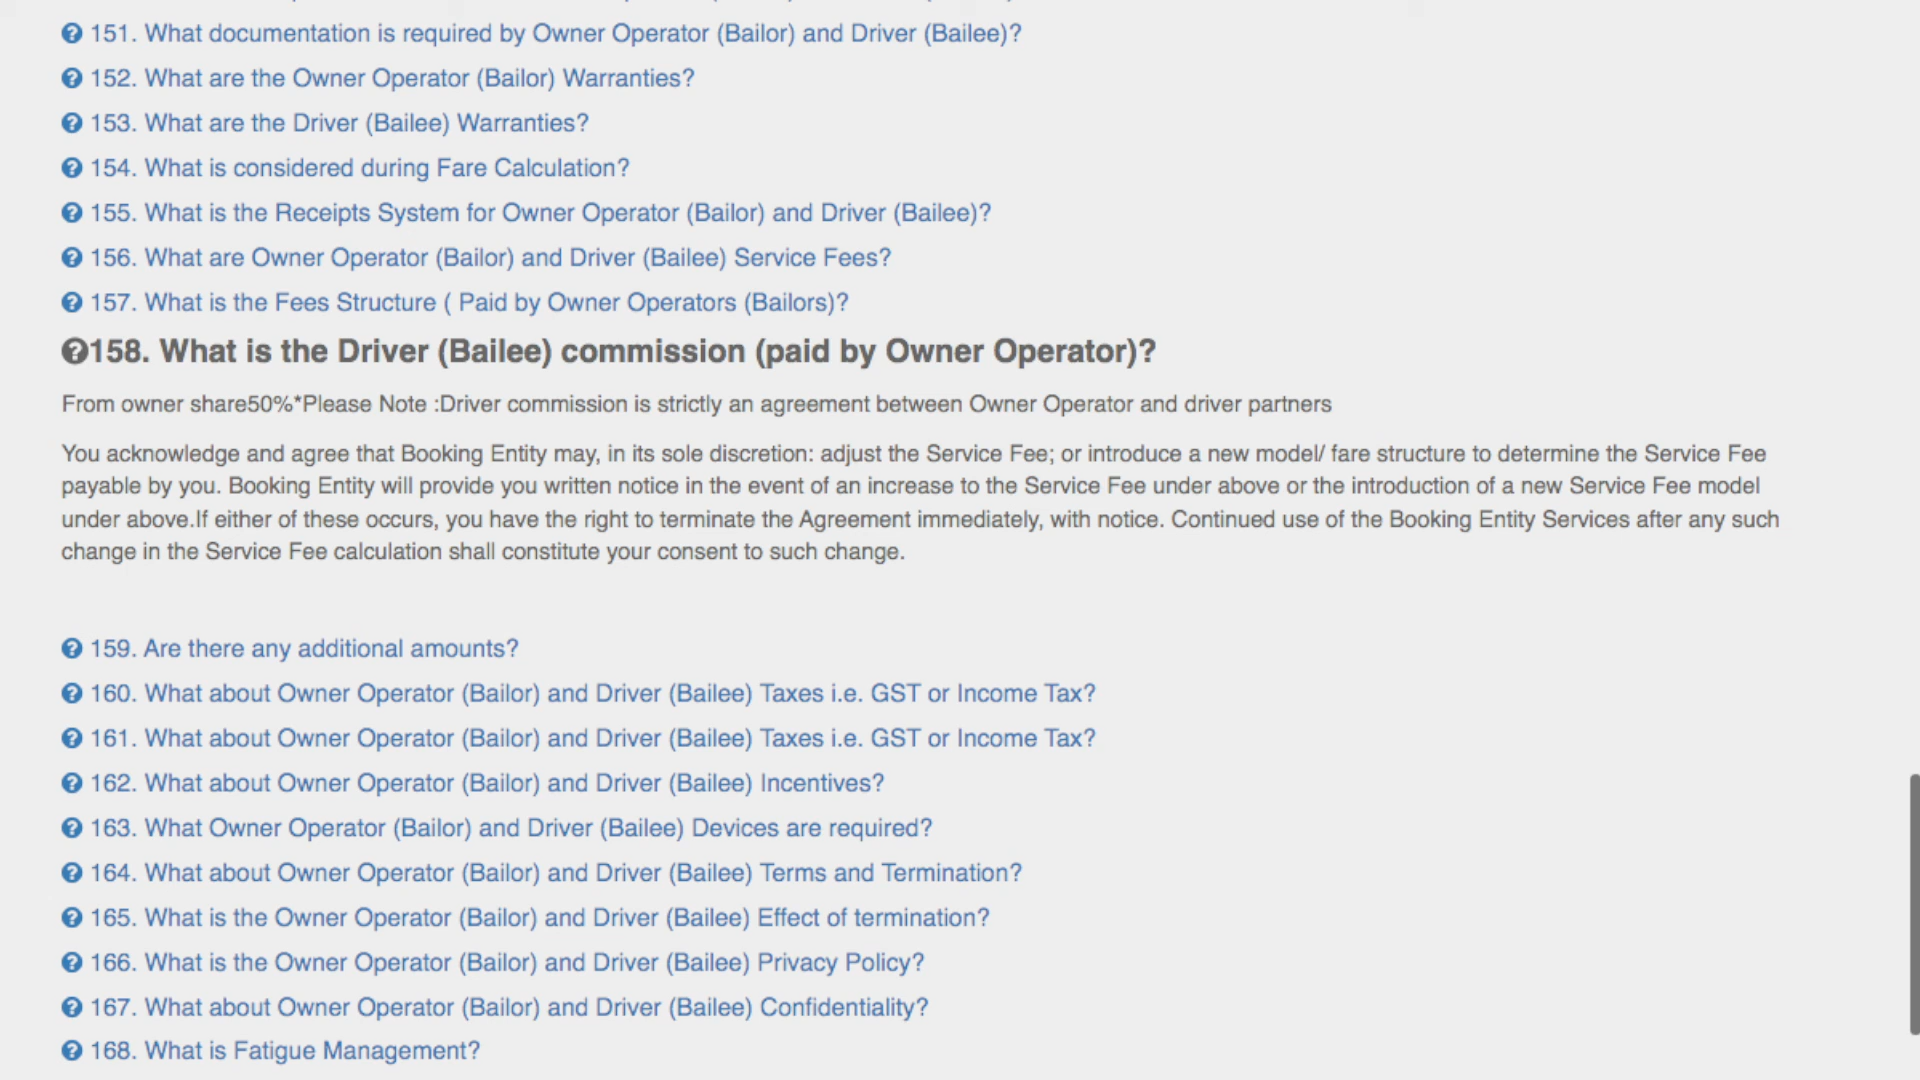 151. What documentation is required by Owner Operator (Bailor) and Driver (Bailee)?
152. What are the Owner Operator (Bailor) Warranties?
153. What are the Driver (Bailee) Warranties?
154. What is considered during Fare Calculation?
155. What is the Receipts System for Owner Operator (Bailor) and Driver (Bailee)?
156. What are Owner Operator (Bailor) and Driver (Bailee) Service Fees?
157. What is the Fees Structure ( Paid by Owner Operators (Bailors)?
158. What is the Driver (Bailee) commission (paid by Owner Operator)?
From owner share50%*Please Note :Driver commission is strictly an agreement between Owner Operator and driver partners
You acknowledge and agree that Booking Entity may, in its sole discretion: adjust the Service Fee; or introduce a new model/ fare structure to determine the Service Fee
payable by you. Booking Entity will provide you written notice in the event of an increase to the Service Fee under above or the introduction of a new Service Fee model
under above.If either of these occurs, you have the right to terminate the Agreement immediately, with notice. Continued use of the Booking Entity Services after any such
change in the Service Fee calculation shall constitute your consent to such change.
159. Are there any additional amounts?
160. What about Owner Operator (Bailor) and Driver (Bailee) Taxes i.e. GST or Income Tax?
161. What about Owner Operator (Bailor) and Driver (Bailee) Taxes i.e. GST or Income Tax?
162. What about Owner Operator (Bailor) and Driver (Bailee) Incentives?
163. What Owner Operator (Bailor) and Driver (Bailee) Devices are required?
164. What about Owner Operator (Bailor) and Driver (Bailee) Terms and Termination?
165. What is the Owner Operator (Bailor) and Driver (Bailee) Effect of termination?
166. What is the Owner Operator (Bailor) and Driver (Bailee) Privacy Policy?
167. What about Owner Operator (Bailor) and Driver (Bailee) Confidentiality?
168. What is Fatigue Management?